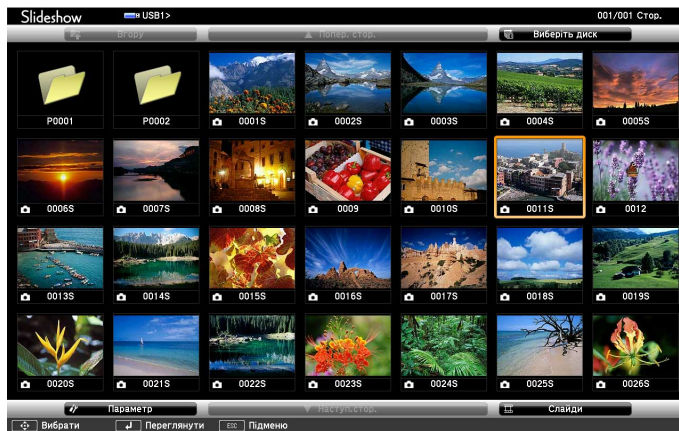 Slideshow USB1> 001/001 Стор.
Вгору Попер. стор. Виберіть диск
P0001 P0002 0001S 0002S 0003S 0004S 0005S
0006S 0007S 0008S 0009 0010S 0011S 0012
0013S 0014S 0015S 0016S 0017S 0018S 0019S
0020S 0021S 0022S 0023S 0024S 0025S 0026S
Параметр Наступ.стор. Слайди
Вибрати Переглянути ESC Підменю